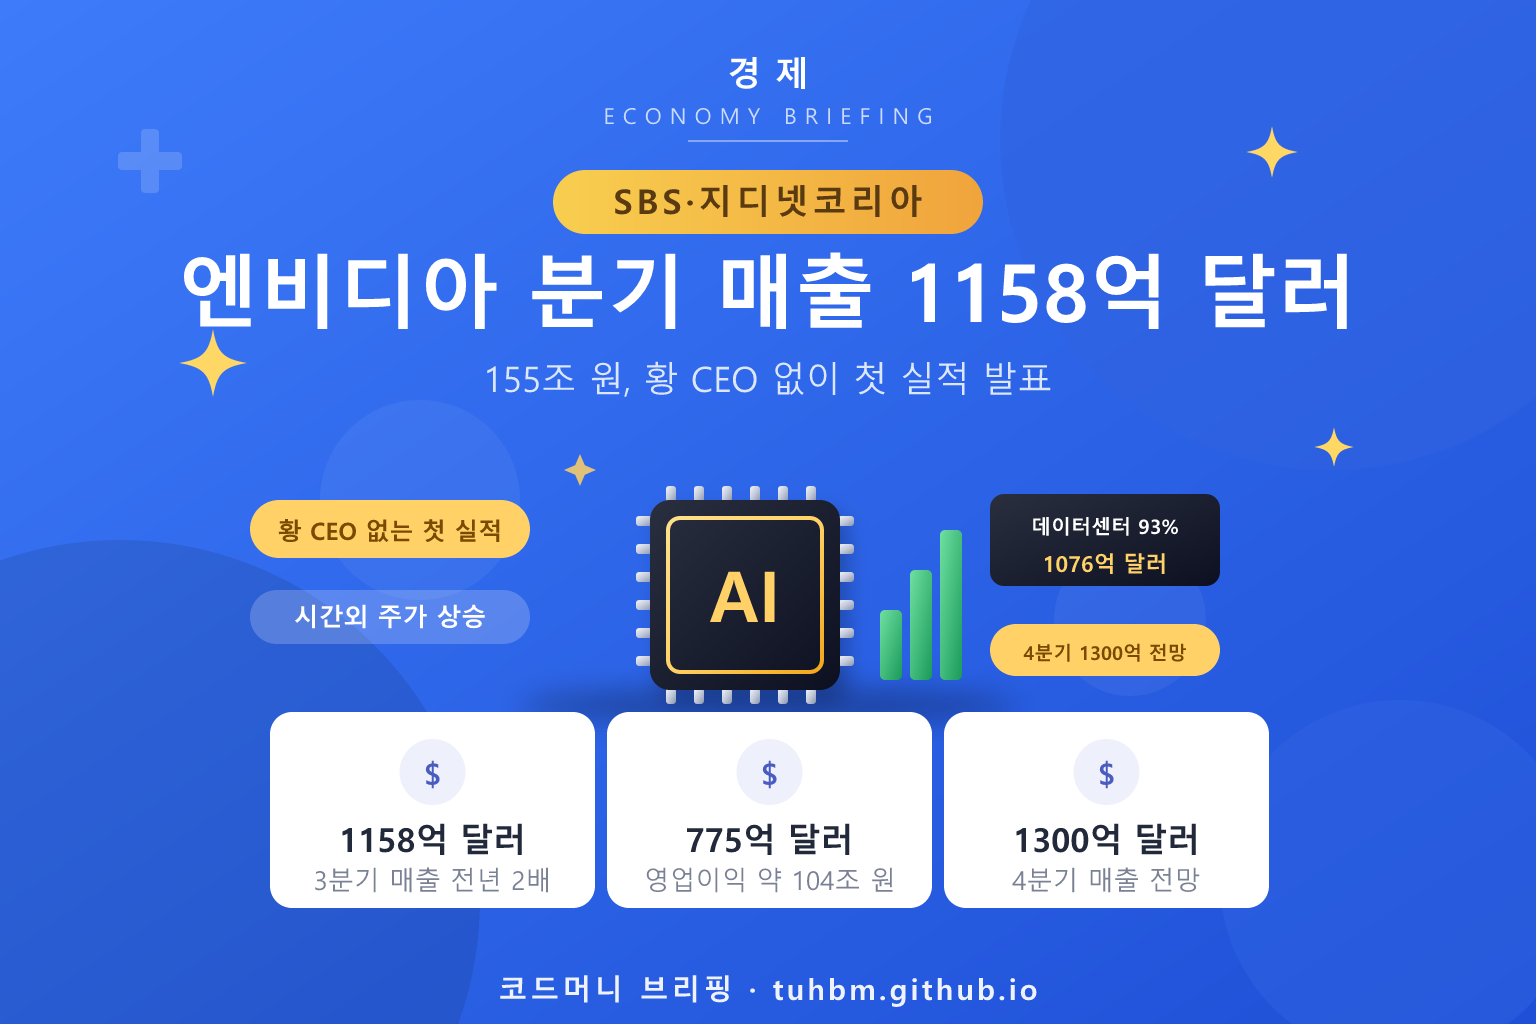 경제
ECONOMY BRIEFING
SBS·지디넷코리아
엔비디아 분기 매출 1158억 달러
155조 원, 황 CEO 없이 첫 실적 발표
황 CEO 없는 첫 실적
시간외 주가 상승
AI
데이터센터 93%
1076억 달러
4분기 1300억 전망
$
1158억 달러
3분기 매출 전년 2배
$
775억 달러
영업이익 약 104조 원
$
1300억 달러
4분기 매출 전망
코드머니 브리핑 · tuhbm.github.io